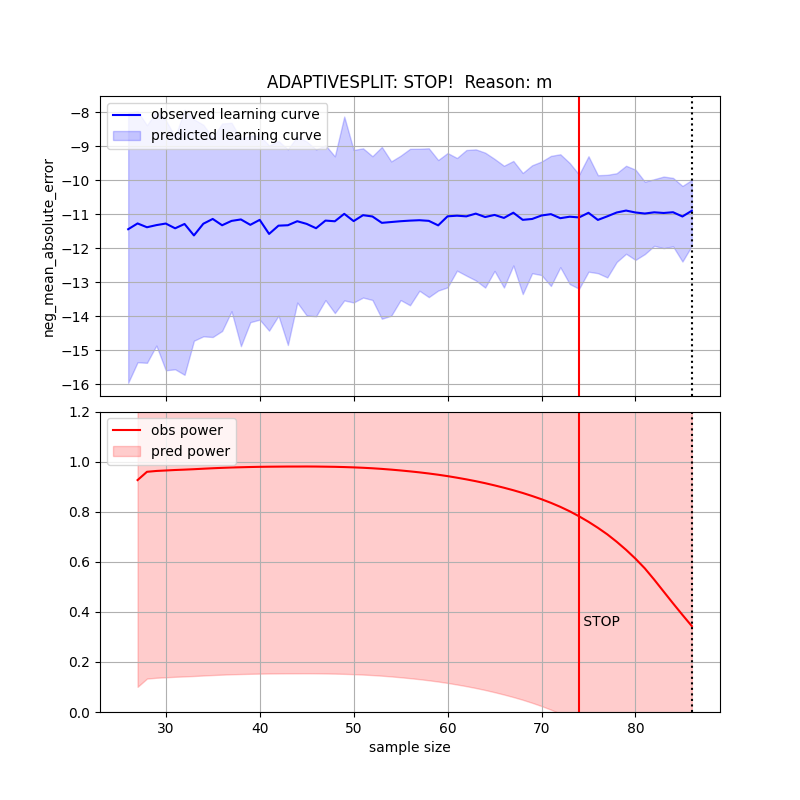 ADAPTIVESPLIT: STOP!  Reason: m
observed learning curve
predicted learning curve
neg_mean_absolute_error
−8
−9
−10
−11
−12
−13
−14
−15
−16
obs power
pred power
1.2
1.0
0.8
0.6
0.4
0.2
0.0
STOP
30 40 50 60 70 80
sample size